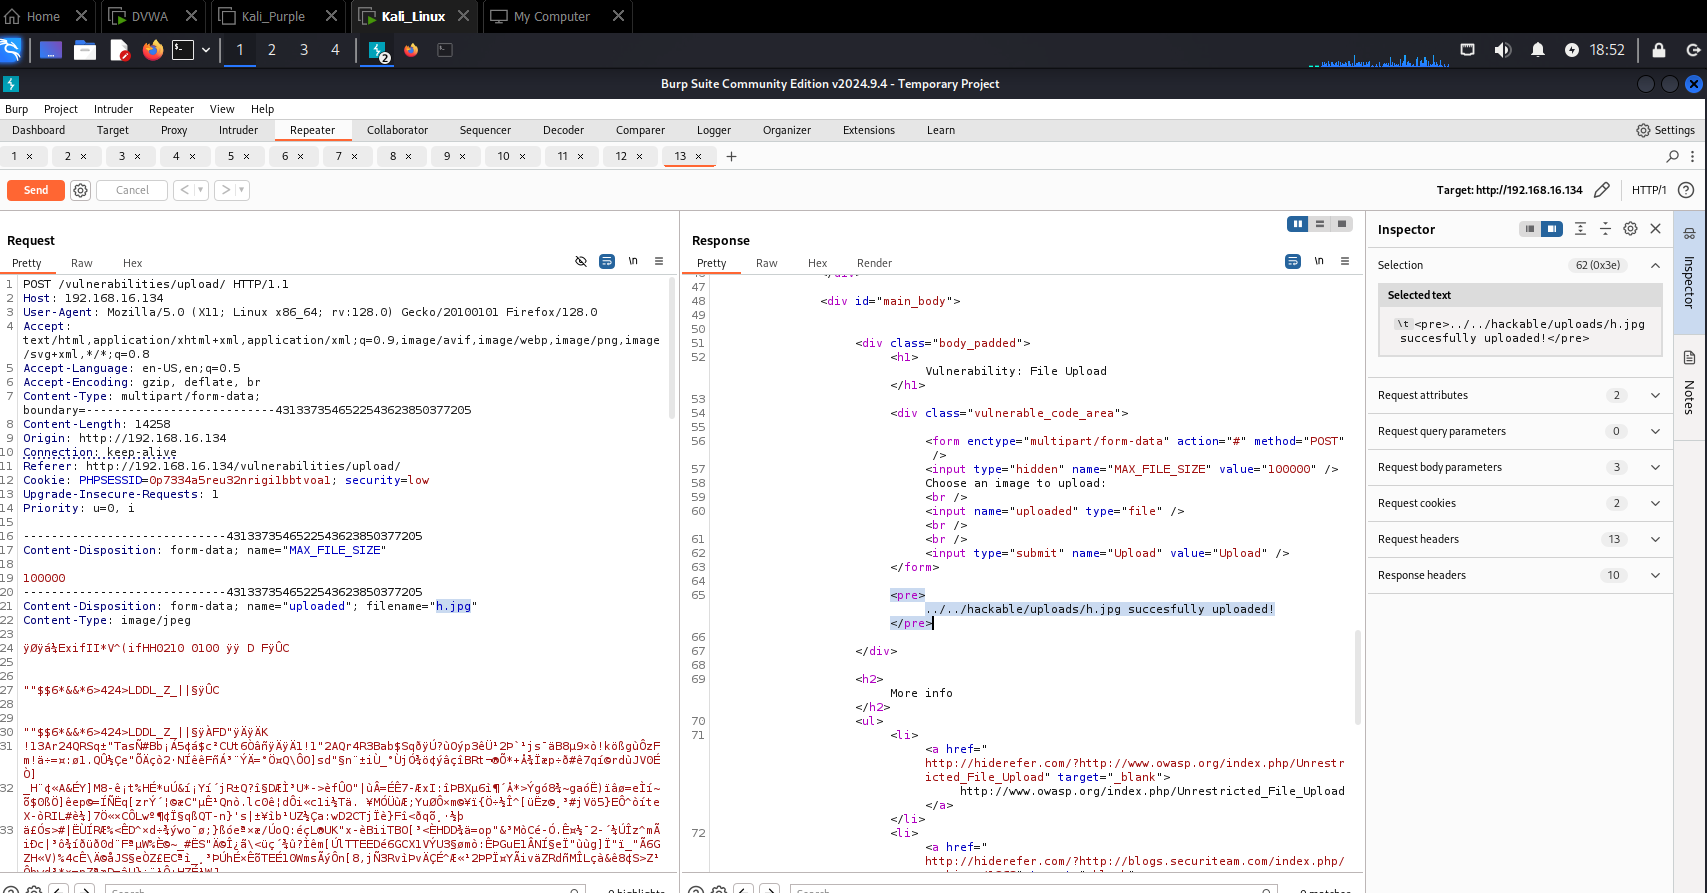 Home
DVWA
Kali_Purple
Kali_Linux
My Computer
1 2 3 4
2
18:52
Burp Suite Community Edition v2024.9.4 - Temporary Project
Burp Project Intruder Repeater View Help
Dashboard Target Proxy Intruder Repeater Collaborator Sequencer Decoder Comparer Logger Organizer Extensions Learn
Settings
1 × 2 × 3 × 4 × 5 × 6 × 7 × 8 × 9 × 10 × 11 × 12 × 13 × +
Send Cancel < >
Target: http://192.168.16.134
HTTP/1
Request
Pretty Raw Hex
\n
1 POST /vulnerabilities/upload/ HTTP/1.1
2 Host: 192.168.16.134
3 User-Agent: Mozilla/5.0 (X11; Linux x86_64; rv:128.0) Gecko/20100101 Firefox/128.0
4 Accept:
text/html,application/xhtml+xml,application/xml;q=0.9,image/avif,image/webp,image/png,image
/svg+xml,*/*;q=0.8
5 Accept-Language: en-US,en;q=0.5
6 Accept-Encoding: gzip, deflate, br
7 Content-Type: multipart/form-data;
boundary=---------------------------43133735465225443623850377205
8 Content-Length: 14258
9 Origin: http://192.168.16.134
10 Connection: keep-alive
11 Referer: http://192.168.16.134/vulnerabilities/upload/
12 Cookie: PHPSESSID=0p7334a5reu32nrigi1bbtvoa1; security=low
13 Upgrade-Insecure-Requests: 1
14 Priority: u=0, i
15
16 -----------------------------43133735465225443623850377205
17 Content-Disposition: form-data; name="MAX_FILE_SIZE"
18
19 100000
20 -----------------------------43133735465225443623850377205
21 Content-Disposition: form-data; name="uploaded"; filename="h.jpg"
22 Content-Type: image/jpeg
23
24 ÿØÿá¼ExifII*V^(ifHH0210 0100 ÿÿ D FÿÛC
25
26
27 ""$$6*&&*6>424>LDDL_Z_||§ÿÛC
28
29
30 ""$$6*&&*6>424>LDDL_Z_||§ÿÀFD"ÿÄÿÄK
31
32
33
Response
Pretty Raw Hex Render
\n
47
48 <div id="main_body">
49
50
51 <div class="body_padded">
52 <h1>
Vulnerability: File Upload
</h1>
53
54 <div class="vulnerable_code_area">
55
56 <form enctype="multipart/form-data" action="#" method="POST"
/>
57 <input type="hidden" name="MAX_FILE_SIZE" value="100000" />
58 Choose an image to upload:
59 <br />
60 <input name="uploaded" type="file" />
<br />
61 <br />
62 <input type="submit" name="Upload" value="Upload" />
63 </form>
64
65 <pre>
../../hackable/uploads/h.jpg succesfully uploaded!
</pre>
66
67 </div>
68
69 <h2>
More info
</h2>
70 <ul>
71 <li>
<a href="
http://hiderefer.com/?http://www.owasp.org/index.php/Unrest
ricted_File_Upload" target="_blank">
http://www.owasp.org/index.php/Unrestricted_File_Upload
</a>
</li>
72 <li>
<a href="
http://hiderefer.com/?http://blogs.securiteam.com/index.php/
Inspector
Selection 62 (0x3e)
Selected text
\t <pre>../../hackable/uploads/h.jpg
succesfully uploaded!</pre>
Request attributes 2
Request query parameters 0
Request body parameters 3
Request cookies 2
Request headers 13
Response headers 10
Inspector
Notes
Search
0 highlights
Search
0 matches